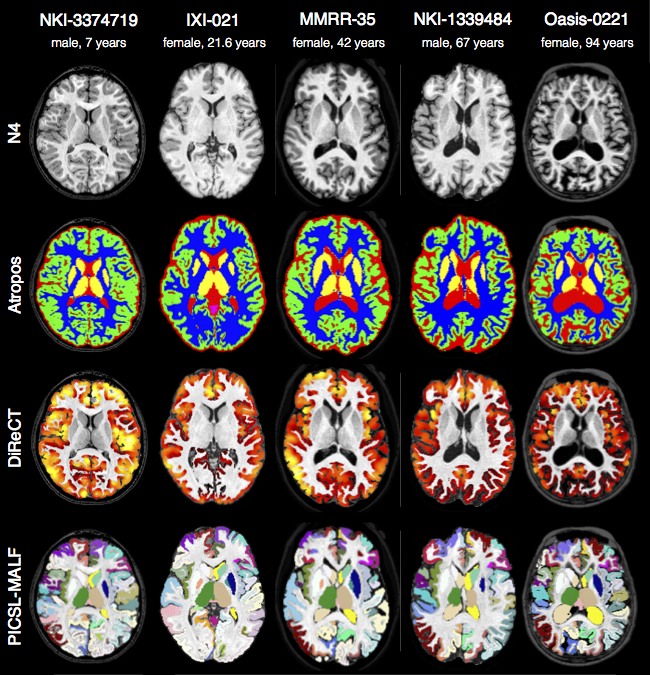 NKI-3374719 IXI-021 MMRR-35 NKI-1339484 Oasis-0221
male, 7 years female, 21.6 years female, 42 years male, 67 years female, 94 years
N4
Atropos
DiReCT
PICSL-MALF